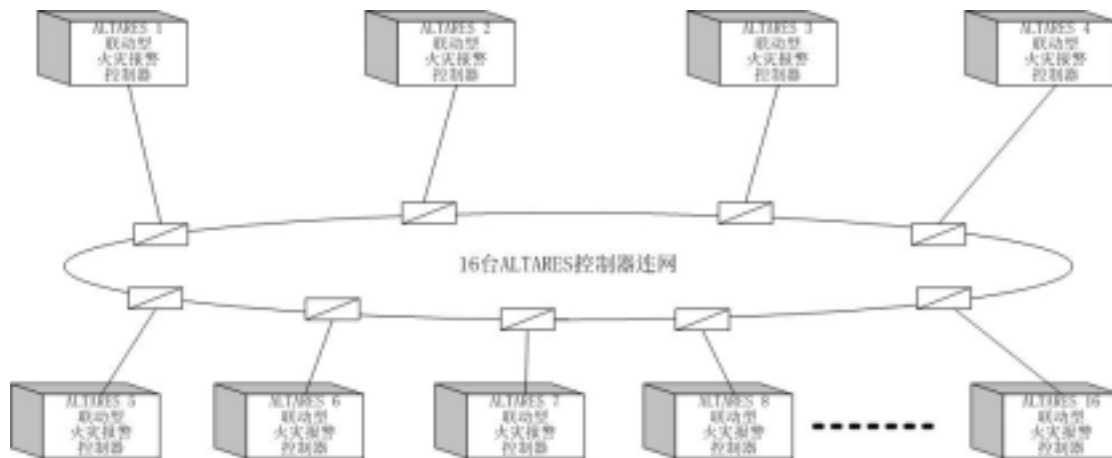 ALTARES 1
联动型
火灾报警
控制器
ALTARES 2
联动型
火灾报警
控制器
ALTARES 3
联动型
火灾报警
控制器
ALTARES 4
联动型
火灾报警
控制器
16台ALTARES控制器连网
ALTARES 5
联动型
火灾报警
控制器
ALTARES 6
联动型
火灾报警
控制器
ALTARES 7
联动型
火灾报警
控制器
ALTARES 8
联动型
火灾报警
控制器
ALTARES 16
联动型
火灾报警
控制器